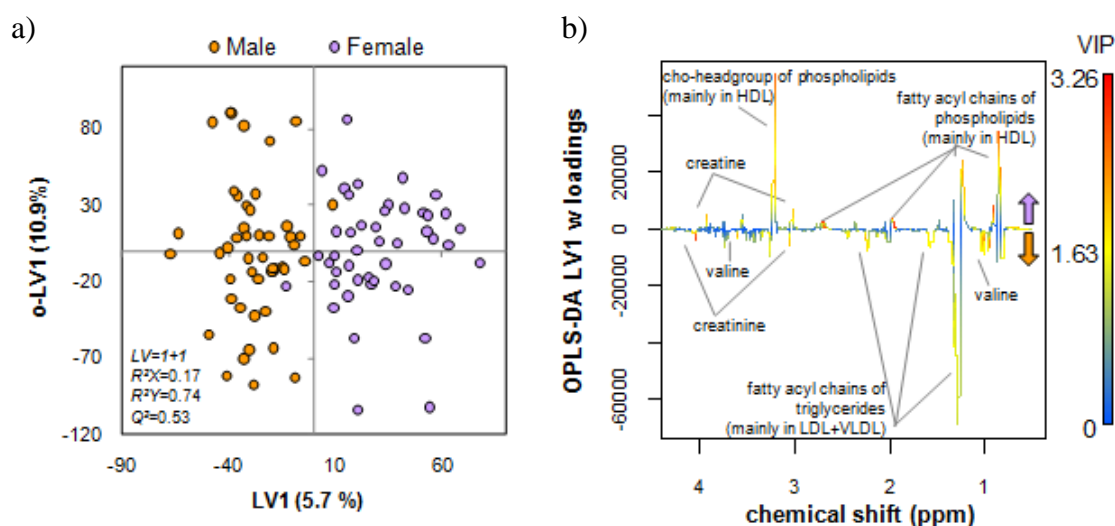 a)
Male Female
o-LV1 (10.9%)
80
30
-20
-70
-120
LV=1+1
R²X=0.17
R²Y=0.74
Q²=0.53
-90 -40 10 60
LV1 (5.7 %)
b)
VIP
3.26
1.63
0
OPLS-DA LV1 w loadings
20000
0
-20000
-60000
cho-headgroup of phospholipids
(mainly in HDL)
fatty acyl chains of
phospholipids
(mainly in HDL)
creatine
valine
creatinine
valine
fatty acyl chains of
triglycerides
(mainly in LDL+VLDL)
4 3 2 1
chemical shift (ppm)